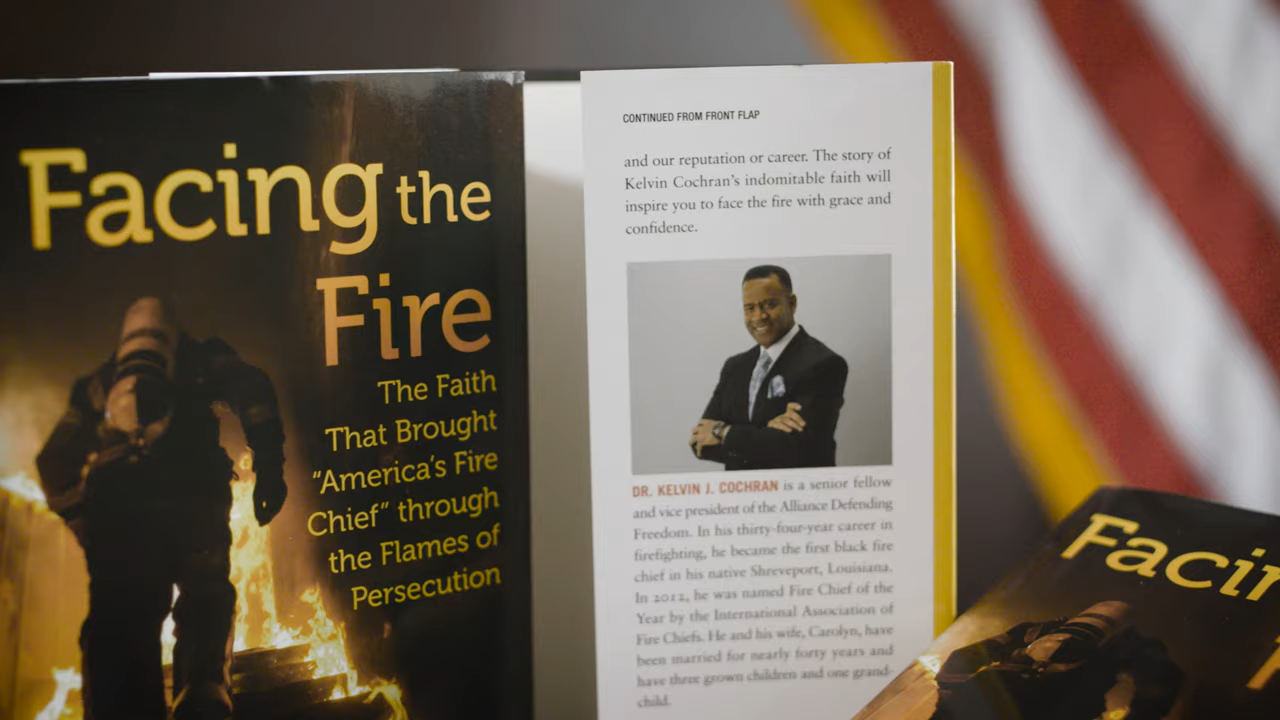 Facing the
Fire
The Faith
That Brought
"America's Fire
Chief" through
the Flames of
Persecution
CONTINUED FROM FRONT FLAP
and our reputation or career. The story of
Kelvin Cochran's indomitable faith will
inspire you to face the fire with grace and
confidence.
DR. KELVIN J. COCHRAN is a senior fellow
and vice president of the Alliance Defending
Freedom. In his thirty-four-year career in
firefighting, he became the first black fire
chief in his native Shreveport, Louisiana.
In 2012, he was named Fire Chief of the
Year by the International Association of
Fire Chiefs. He and his wife, Carolyn, have
been married for nearly forty years and
have three grown children and one grand-
child.
Facin